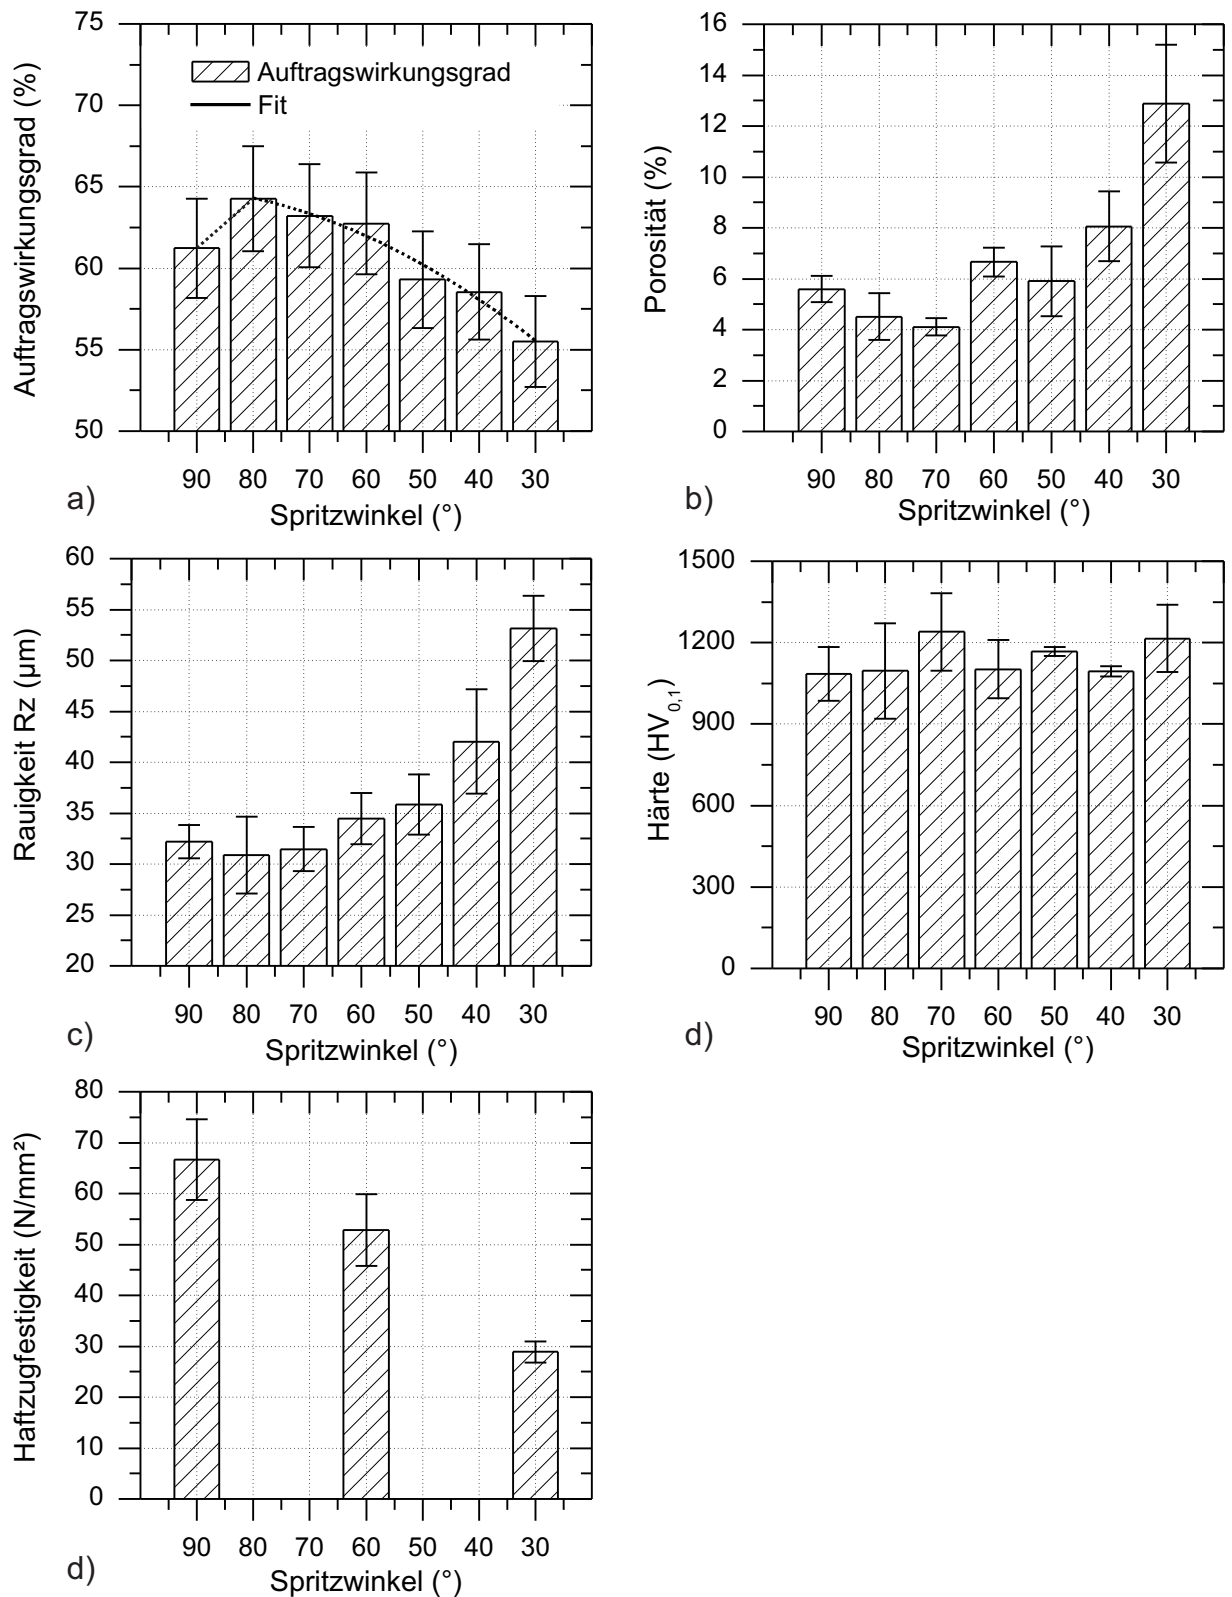 75
70
65
60
55
50
Auftragswirkungsgrad (%)
Auftragswirkungsgrad
Fit
90 80 70 60 50 40 30
Spritzwinkel (°)
a)
16
14
12
10
8
6
4
2
0
Porosität (%)
90 80 70 60 50 40 30
Spritzwinkel (°)
b)
60
55
50
45
40
35
30
25
20
Rauigkeit Rz (µm)
90 80 70 60 50 40 30
Spritzwinkel (°)
c)
1500
1200
900
600
300
0
Härte (HV0,1)
90 80 70 60 50 40 30
Spritzwinkel (°)
d)
80
70
60
50
40
30
20
10
0
Haftzugfestigkeit (N/mm²)
90 80 70 60 50 40 30
Spritzwinkel (°)
d)